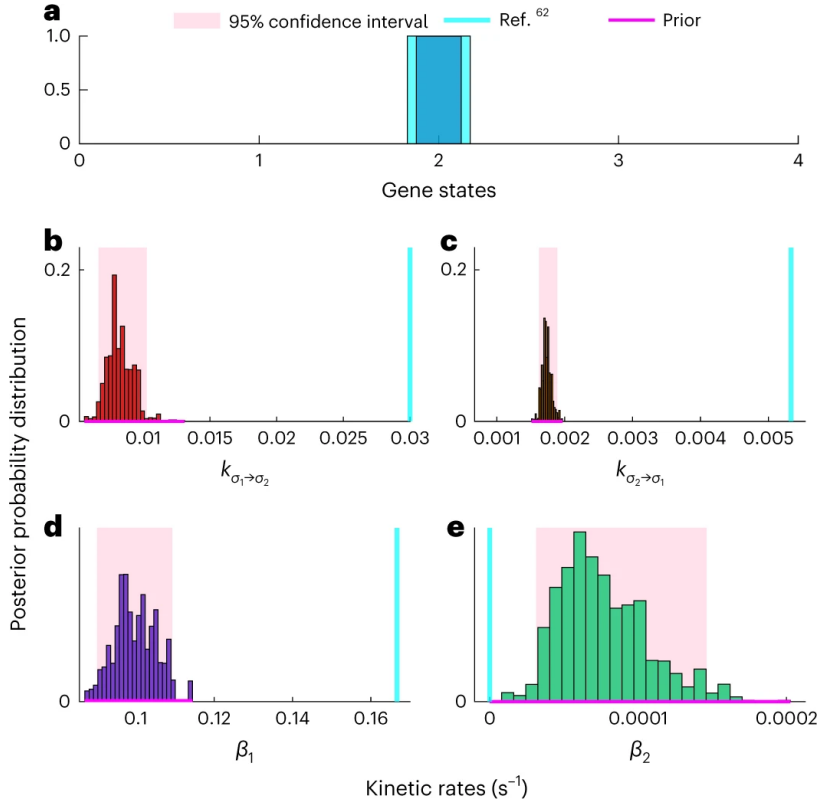 a
95% confidence interval
Ref. 62
Prior
1.0
0.5
0
0 1 2 3 4
Gene states
Posterior probability distribution
b
0.2
0
0.01 0.015 0.02 0.025 0.03
kσ1→σ2
c
0.2
0
0.001 0.002 0.003 0.004 0.005
kσ2→σ1
d
0
0.1 0.12 0.14 0.16
β1
e
0
0 0.0001 0.0002
β2
Kinetic rates (s−1)